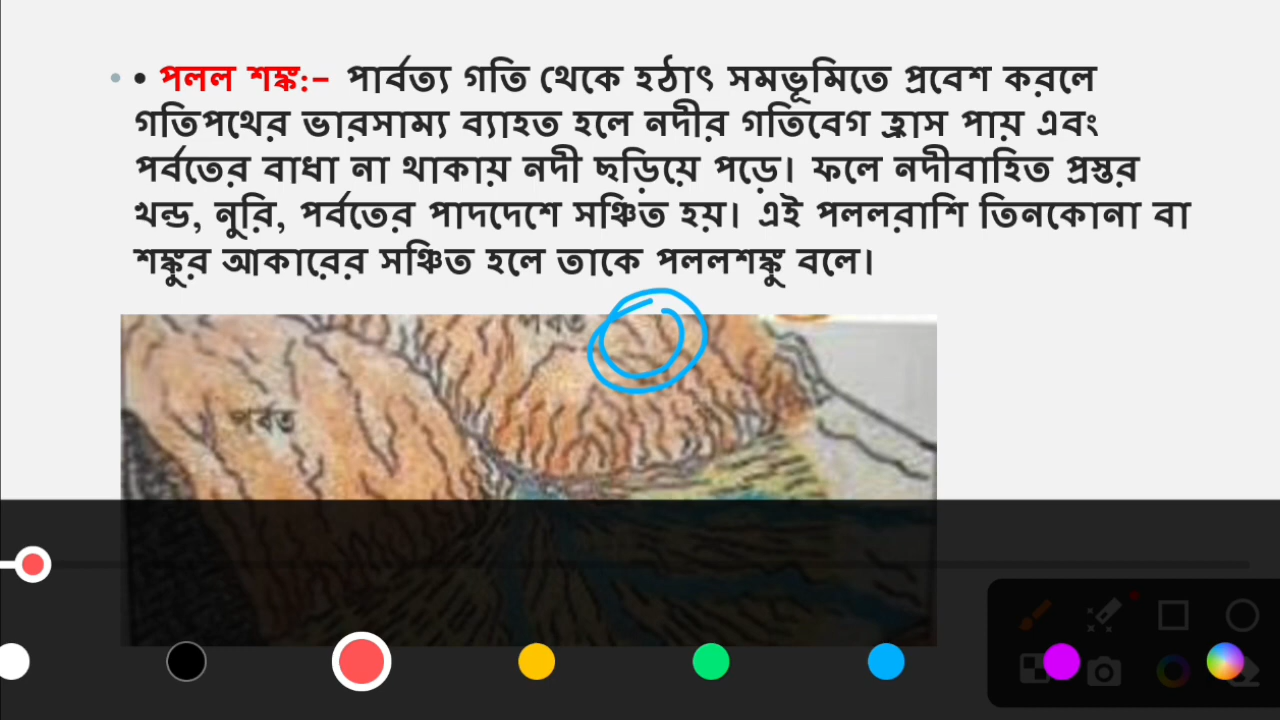 • • পলল শঙ্ক:– পার্বত্য গতি থেকে হঠাৎ সমভূমিতে প্রবেশ করলে
গতিপথের ভারসাম্য ব্যাহত হলে নদীর গতিবেগ হ্রাস পায় এবং
পর্বতের বাধা না থাকায় নদী ছড়িয়ে পড়ে। ফলে নদীবাহিত প্রস্তর
খন্ড, নুরি, পর্বতের পাদদেশে সঞ্চিত হয়। এই পললরাশি তিনকোনা বা
শঙ্কুর আকারের সঞ্চিত হলে তাকে পললশঙ্কু বলে।
পর্বত
পর্বত